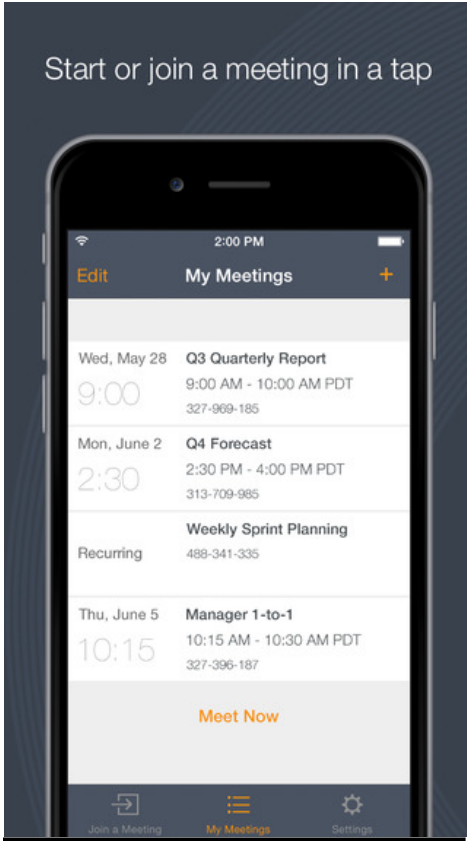 Start or join a meeting in a tap
2:00 PM
Edit My Meetings +
Wed, May 28 Q3 Quarterly Report
9:00 9:00 AM - 10:00 AM PDT
327-969-185
Mon, June 2 Q4 Forecast
2:30 2:30 PM - 4:00 PM PDT
313-709-985
Weekly Sprint Planning
Recurring 488-341-335
Thu, June 5 Manager 1-to-1
10:15 10:15 AM - 10:30 AM PDT
327-396-187
Meet Now
Join a Meeting My Meetings Settings